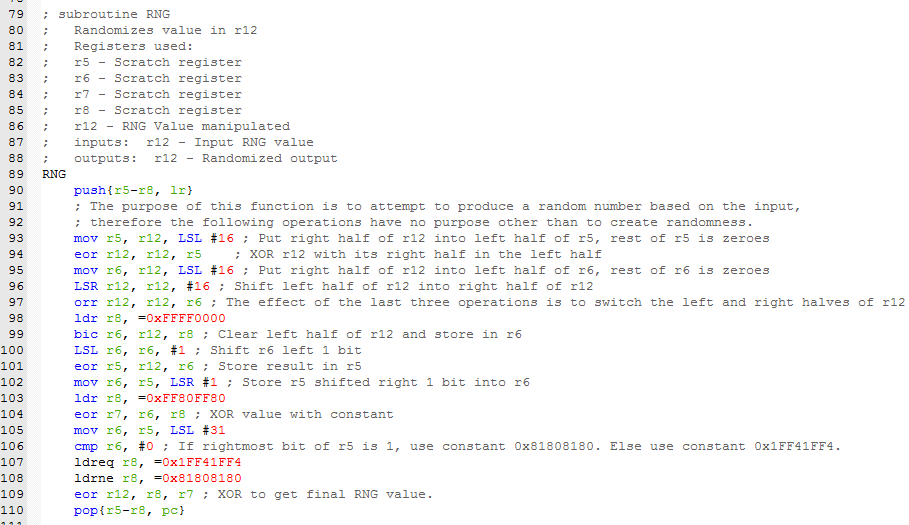 79 ; subroutine RNG
80 ;   Randomizes value in r12
81 ;   Registers used:
82 ;   r5 - Scratch register
83 ;   r6 - Scratch register
84 ;   r7 - Scratch register
85 ;   r8 - Scratch register
86 ;   r12 - RNG Value manipulated
87 ;   inputs:  r12 - Input RNG value
88 ;   outputs:  r12 - Randomized output
89 RNG
90     push{r5-r8, lr}
91     ; The purpose of this function is to attempt to produce a random number based on the input,
92     ; therefore the following operations have no purpose other than to create randomness.
93     mov r5, r12, LSL #16 ; Put right half of r12 into left half of r5, rest of r5 is zeroes
94     eor r12, r12, r5    ; XOR r12 with its right half in the left half
95     mov r6, r12, LSL #16 ; Put right half of r12 into left half of r6, rest of r6 is zeroes
96     LSR r12, r12, #16 ; Shift left half of r12 into right half of r12
97     orr r12, r12, r6 ; The effect of the last three operations is to switch the left and right halves of r12
98     ldr r8, =0xFFFF0000
99     bic r6, r12, r8 ; Clear left half of r12 and store in r6
100     LSL r6, r6, #1 ; Shift r6 left 1 bit
101     eor r5, r12, r6 ; Store result in r5
102     mov r6, r5, LSR #1 ; Store r5 shifted right 1 bit into r6
103     ldr r8, =0xFF80FF80
104     eor r7, r6, r8 ; XOR value with constant
105     mov r6, r5, LSL #31
106     cmp r6, #0 ; If rightmost bit of r5 is 1, use constant 0x81808180. Else use constant 0x1FF41FF4.
107     ldreq r8, =0x1FF41FF4
108     ldrne r8, =0x81808180
109     eor r12, r8, r7 ; XOR to get final RNG value.
110     pop{r5-r8, pc}